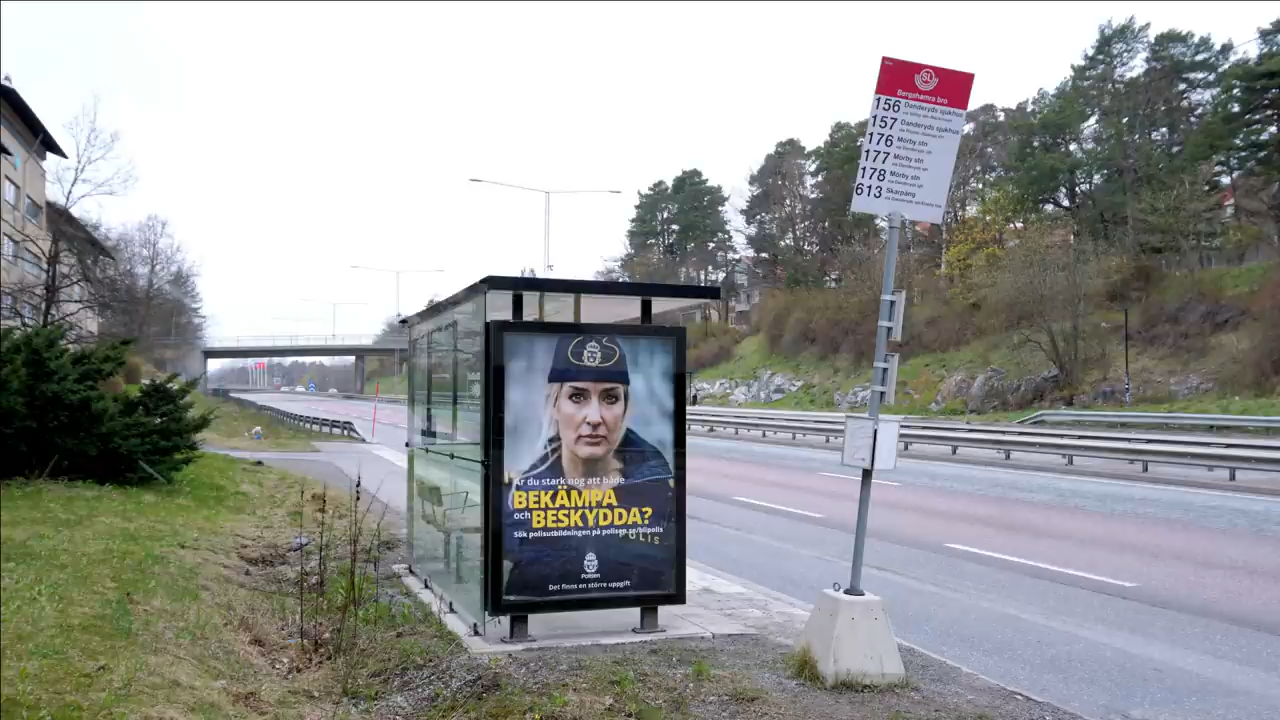 SL
Bergshamra bro
156 Danderyds sjukhus
157 Danderyds sjukhus
176 Mörby stn
177 Mörby stn
178 Mörby stn
613 Skarpäng
Är du stark nog att både
BEKÄMPA
och BESKYDDA?
Sök polisutbildningen på polisen.se/blipolis
POLIS
Polisen
Det finns en större uppgift